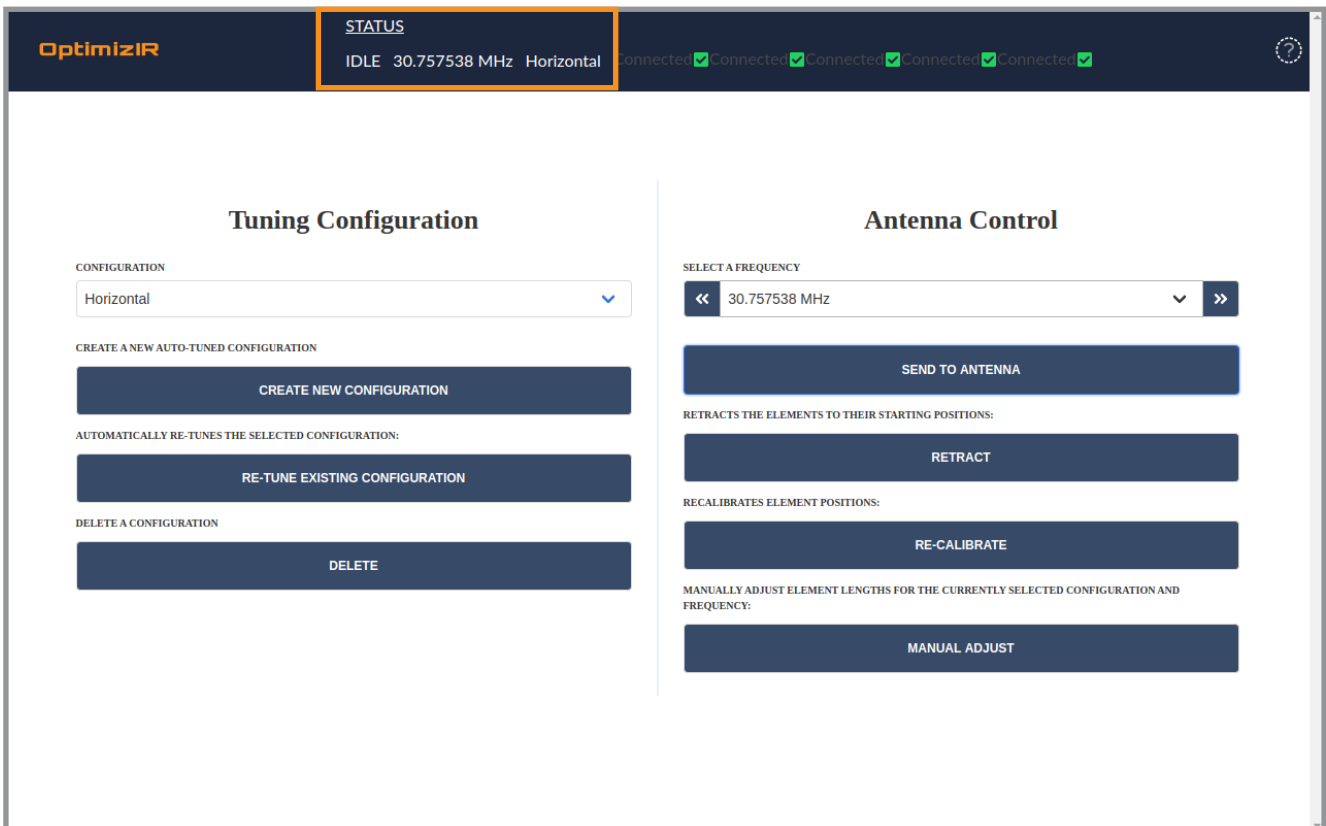 OptimizIR
STATUS
IDLE 30.757538 MHz Horizontal
onnected Connected Connected Connected Connected
?
Tuning Configuration
CONFIGURATION
Horizontal
CREATE A NEW AUTO-TUNED CONFIGURATION
CREATE NEW CONFIGURATION
AUTOMATICALLY RE-TUNES THE SELECTED CONFIGURATION:
RE-TUNE EXISTING CONFIGURATION
DELETE A CONFIGURATION
DELETE
Antenna Control
SELECT A FREQUENCY
30.757538 MHz
SEND TO ANTENNA
RETRACTS THE ELEMENTS TO THEIR STARTING POSITIONS:
RETRACT
RECALIBRATES ELEMENT POSITIONS:
RE-CALIBRATE
MANUALLY ADJUST ELEMENT LENGTHS FOR THE CURRENTLY SELECTED CONFIGURATION AND
FREQUENCY:
MANUAL ADJUST